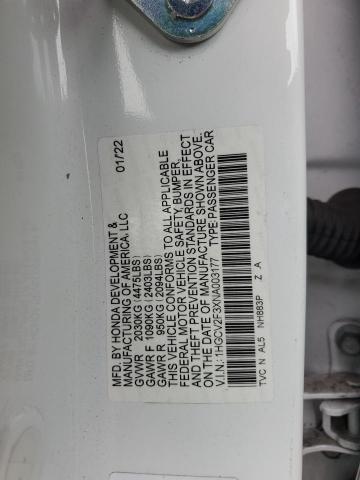 MFD. BY HONDA DEVELOPMENT & 01/22
MANUFACTURING OF AMERICA, LLC
GVWR 2030KG (4475LBS)
GAWR F 1090KG (2403LBS)
GAWR R 950KG (2094LBS)
THIS VEHICLE CONFORMS TO ALL APPLICABLE
FEDERAL MOTOR VEHICLE SAFETY, BUMPER,
AND THEFT PREVENTION STANDARDS IN EFFECT
ON THE DATE OF MANUFACTURE SHOWN ABOVE.
V.I.N.: 1HGCV2F3XNA003177 TYPE:PASSENGER CAR
TVC N AL5 NH883P Z A